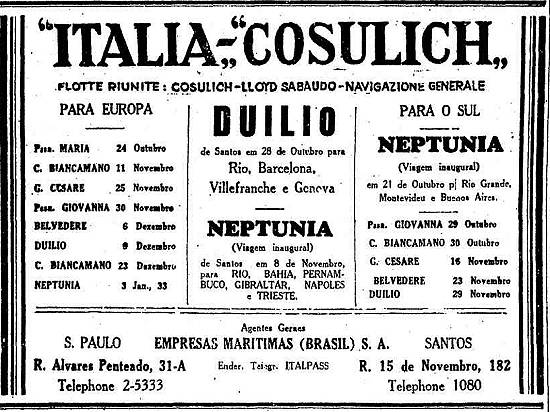 "ITALIA-„ "COSULICH„
FLOTTE RIUNITE: COSULICH-LLOYD SABAUDO-NAVIGAZIONE GENERALE
PARA EUROPA
Pssa. MARIA 24 Outubro
C. BIANCAMANO 11 Novembro
G. CESARE 25 Novembro
Pssa. GIOVANNA 30 Novembro
BELVEDERE 6 Dezembro
DUILIO 9 Dezembro
C. BIANCAMANO 23 Dezembro
NEPTUNIA 3 Jan., 33
DUILIO
de Santos em 28 de Outubro para
Rio, Barcelona,
Villefranche e Genova
NEPTUNIA
(Viagem inaugural)
de Santos em 8 de Novembro,
para RIO, BAHIA, PERNAM-
BUCO, GIBRALTAR, NAPOLES
e TRIESTE.
PARA O SUL
NEPTUNIA
(Viagem inaugural)
em 21 de Outubro p| Rio Grande,
Montevideu e Buenos Aires.
Pssa. GIOVANNA 29 Outubro
C. BIANCAMANO 30 Outubro
G. CESARE 16 Novembro
BELVEDERE 23 Novembro
DUILIO 29 Novembro
Agentes Geraes
S. PAULO EMPRESAS MARITIMAS (BRASIL) S. A. SANTOS
R. Alvares Penteado, 31-A Ender. Telegr. ITALPASS R. 15 de Novembro, 182
Telephone 2-5333 Telephone 1080